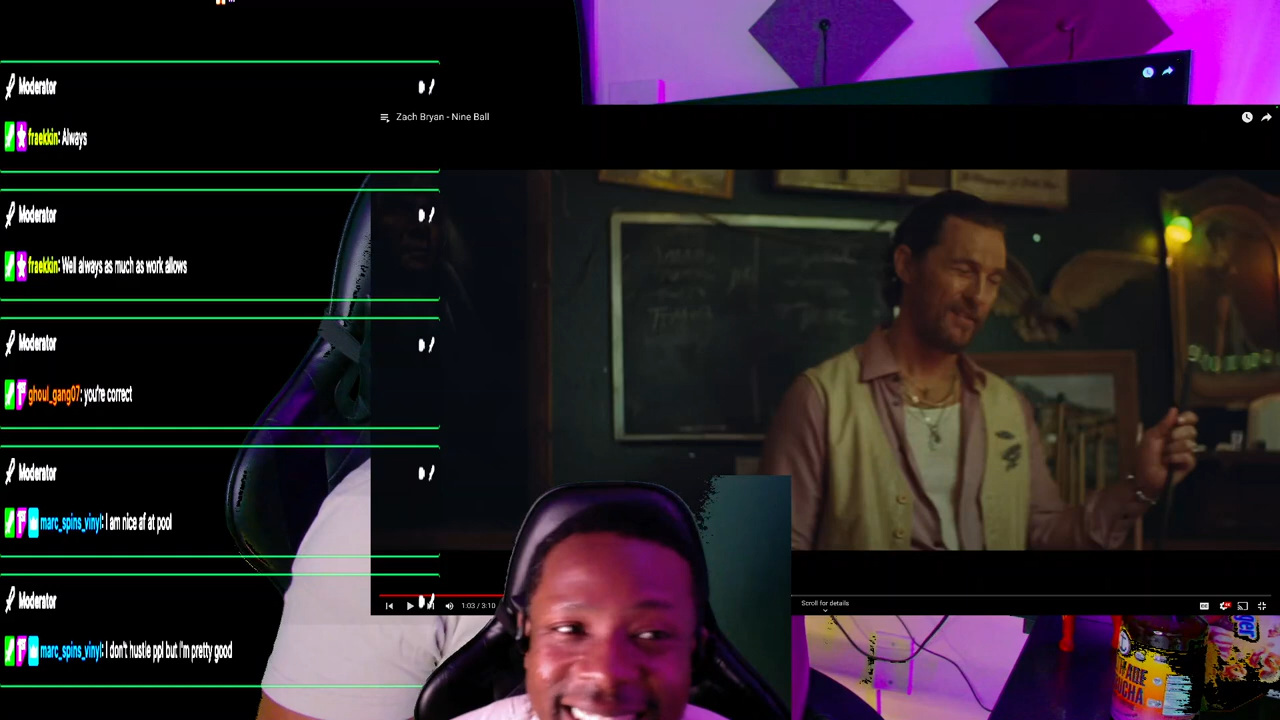 Moderator
fraekkin: Always
Moderator
fraekkin: Well always as much as work allows
Moderator
ghoul_gang07: you're correct
Moderator
marc_spins_vinyl: I am nice af at pool
Moderator
marc_spins_vinyl: I don't hustle ppl but I'm pretty good
Zach Bryan - Nine Ball
1:03 / 3:10
Scroll for details